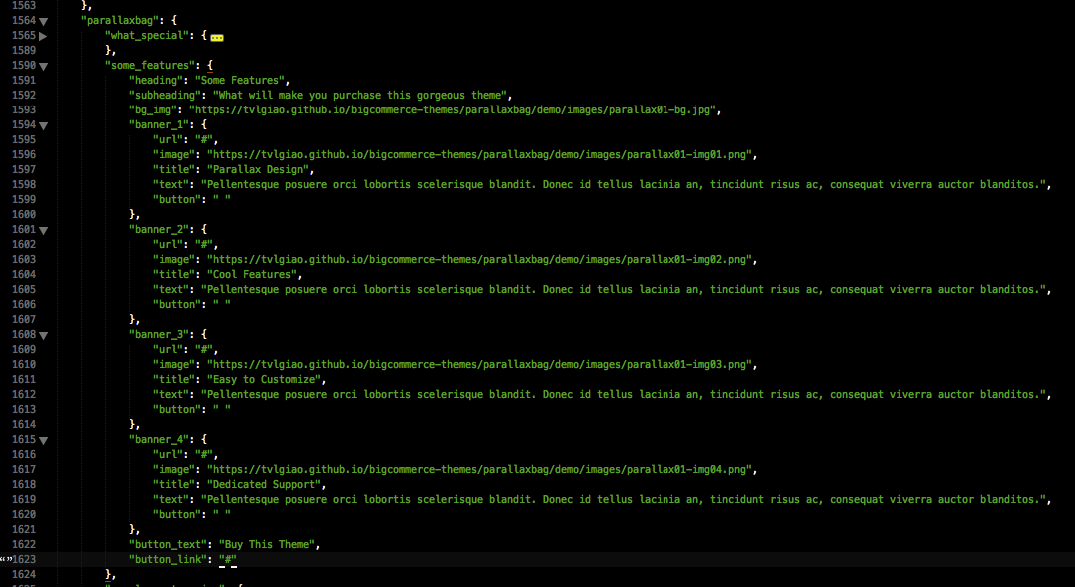 1563 },
1564 "parallaxbag": {
1565 "what_special": {
1589 },
1590 "some_features": {
1591 "heading": "Some Features",
1592 "subheading": "What will make you purchase this gorgeous theme",
1593 "bg_img": "https://tvlgiao.github.io/bigcommerce-themes/parallaxbag/demo/images/parallax01-bg.jpg",
1594 "banner_1": {
1595 "url": "#",
1596 "image": "https://tvlgiao.github.io/bigcommerce-themes/parallaxbag/demo/images/parallax01-img01.png",
1597 "title": "Parallax Design",
1598 "text": "Pellentesque posuere orci lobortis scelerisque blandit. Donec id tellus lacinia an, tincidunt risus ac, consequat viverra auctor blanditos.",
1599 "button": " "
1600 },
1601 "banner_2": {
1602 "url": "#",
1603 "image": "https://tvlgiao.github.io/bigcommerce-themes/parallaxbag/demo/images/parallax01-img02.png",
1604 "title": "Cool Features",
1605 "text": "Pellentesque posuere orci lobortis scelerisque blandit. Donec id tellus lacinia an, tincidunt risus ac, consequat viverra auctor blanditos.",
1606 "button": " "
1607 },
1608 "banner_3": {
1609 "url": "#",
1610 "image": "https://tvlgiao.github.io/bigcommerce-themes/parallaxbag/demo/images/parallax01-img03.png",
1611 "title": "Easy to Customize",
1612 "text": "Pellentesque posuere orci lobortis scelerisque blandit. Donec id tellus lacinia an, tincidunt risus ac, consequat viverra auctor blanditos.",
1613 "button": " "
1614 },
1615 "banner_4": {
1616 "url": "#",
1617 "image": "https://tvlgiao.github.io/bigcommerce-themes/parallaxbag/demo/images/parallax01-img04.png",
1618 "title": "Dedicated Support",
1619 "text": "Pellentesque posuere orci lobortis scelerisque blandit. Donec id tellus lacinia an, tincidunt risus ac, consequat viverra auctor blanditos.",
1620 "button": " "
1621 },
1622 "button_text": "Buy This Theme",
“”1623 "button_link": "#"
1624 },